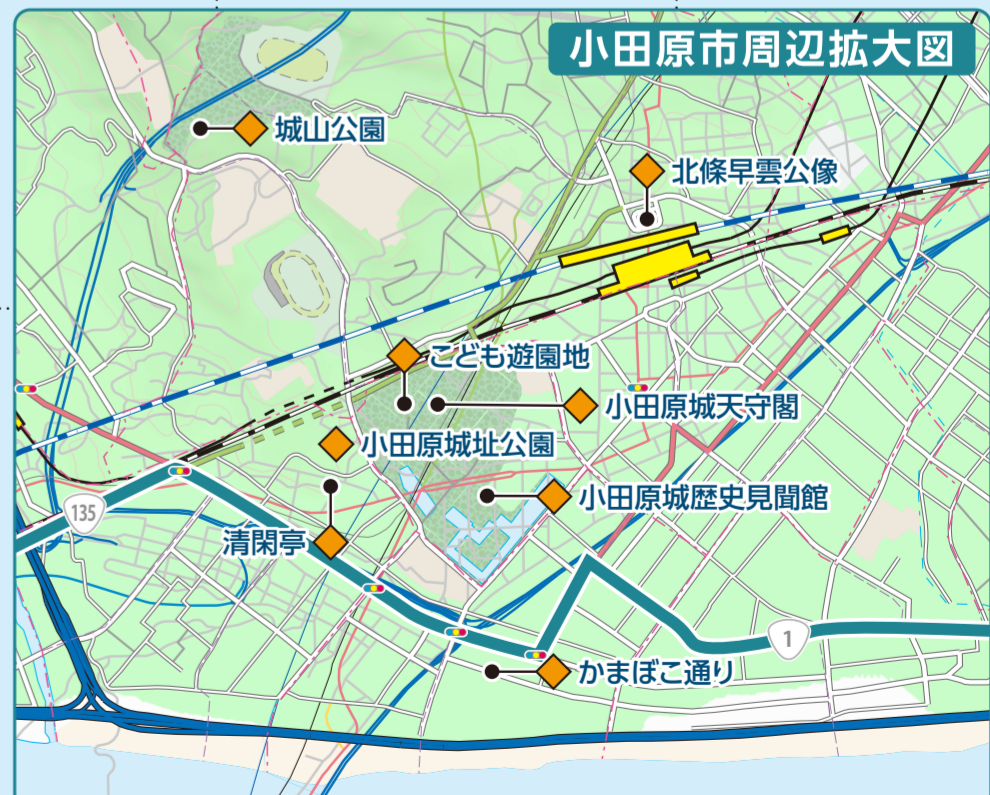 小田原市周辺拡大図
城山公園
北條早雲公像
こども遊園地
小田原城天守閣
小田原城址公園
小田原城歴史見聞館
135
清閑亭
1
かまぼこ通り